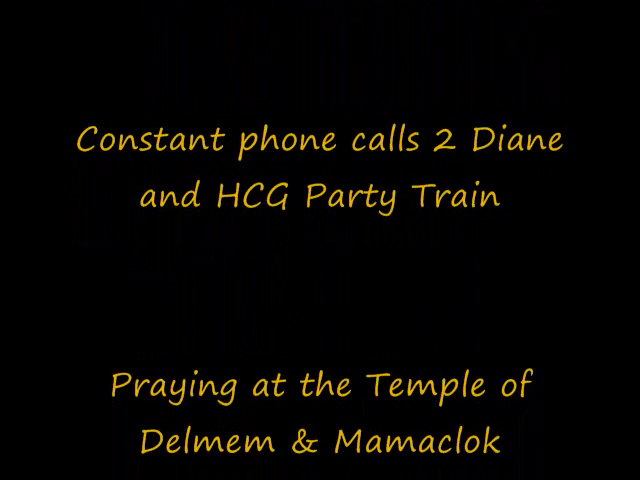 Constant phone calls 2 Diane
and HCG Party Train
Praying at the Temple of
Delmem & Mamaclok